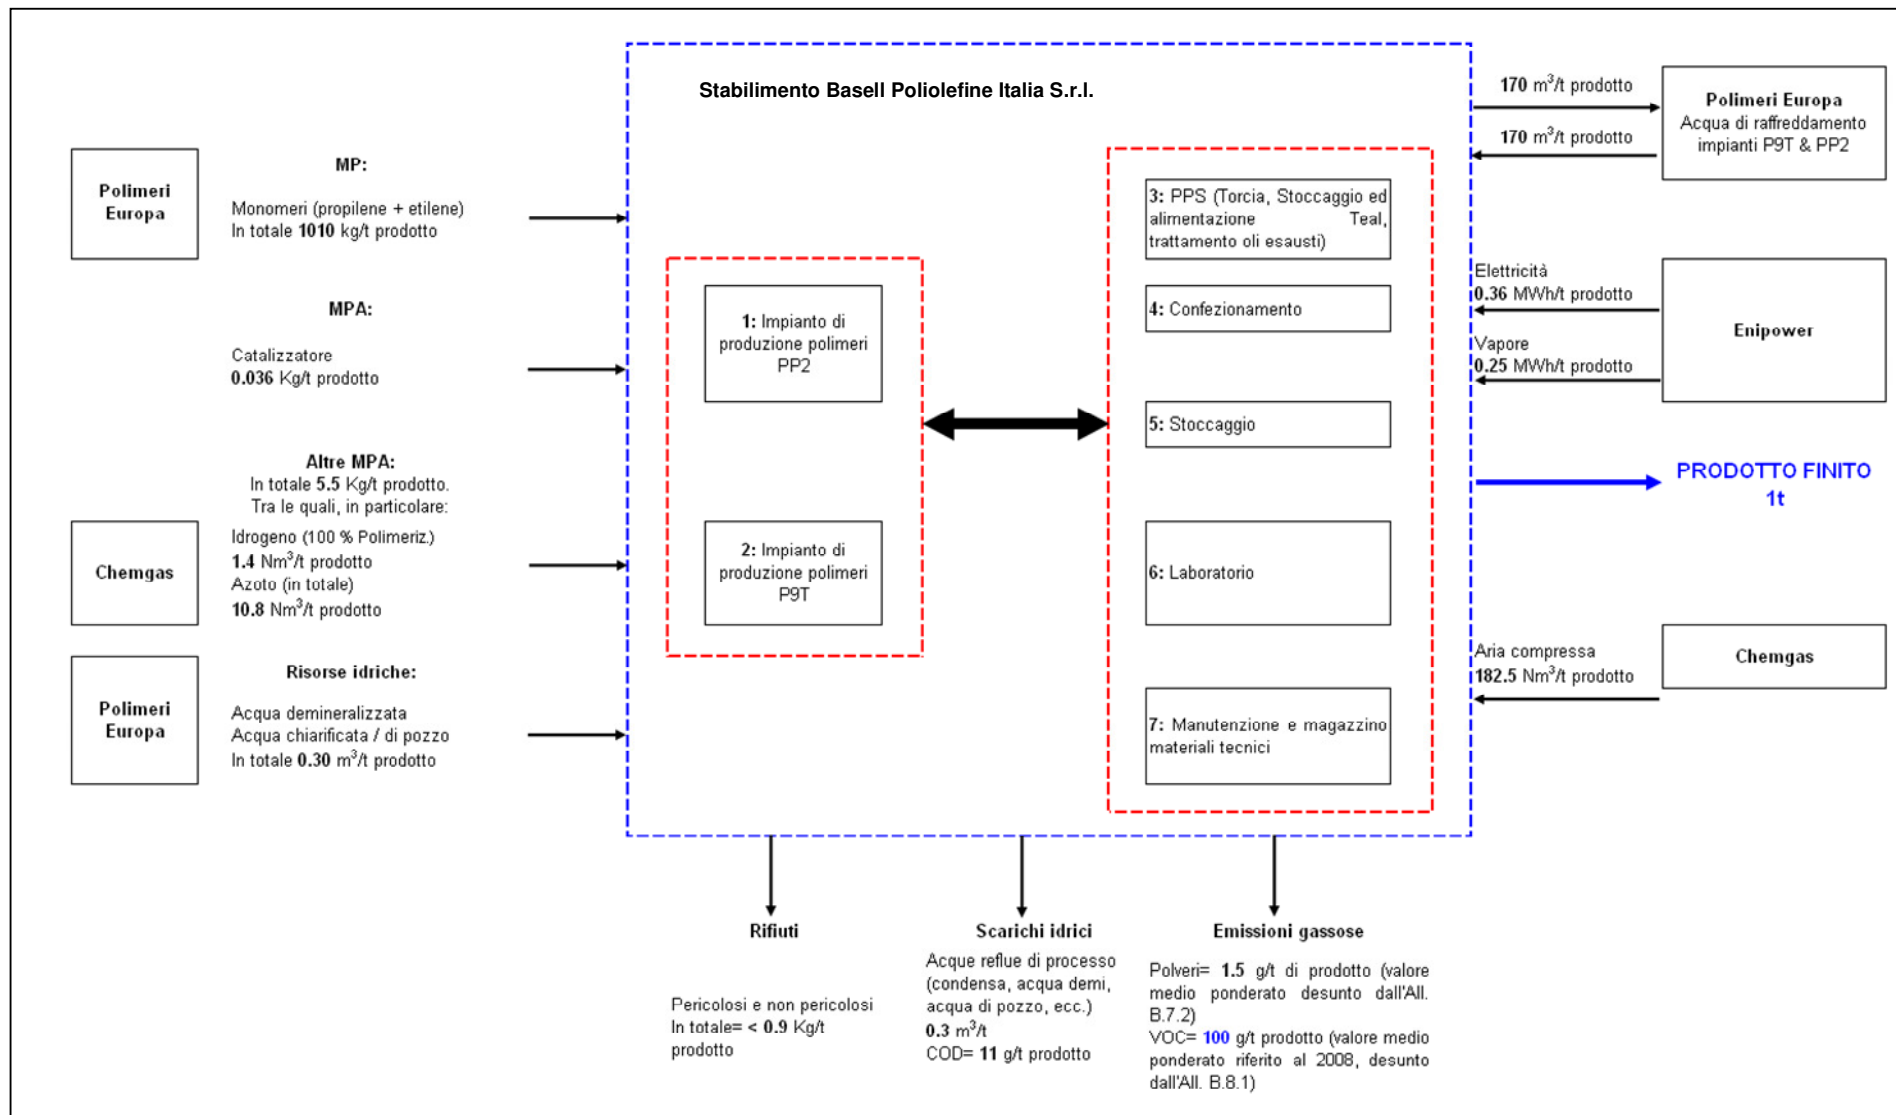 Stabilimento Basell Poliolefine Italia S.r.l.
Polimeri
Europa
MP:
Monomeri (propilene + etilene)
In totale 1010 kg/t prodotto
MPA:
Catalizzatore
0.036 Kg/t prodotto
Altre MPA:
In totale 5.5 Kg/t prodotto.
Tra le quali, in particolare:
Chemgas
Idrogeno (100 % Polimeriz.)
1.4 Nm³/t prodotto
Azoto (in totale)
10.8 Nm³/t prodotto
Polimeri
Europa
Risorse idriche:
Acqua demineralizzata
Acqua chiarificata / di pozzo
In totale 0.30 m³/t prodotto
1: Impianto di
produzione polimeri
PP2
2: Impianto di
produzione polimeri
P9T
3: PPS (Torcia, Stoccaggio ed
alimentazione Teal,
trattamento oli esausti)
4: Confezionamento
5: Stoccaggio
6: Laboratorio
7: Manutenzione e magazzino
materiali tecnici
170 m³/t prodotto
170 m³/t prodotto
Polimeri Europa
Acqua di raffreddamento
impianti P9T & PP2
Elettricità
0.36 MWh/t prodotto
Vapore
0.25 MWh/t prodotto
Enipower
PRODOTTO FINITO
1t
Aria compressa
182.5 Nm³/t prodotto
Chemgas
Rifiuti
Pericolosi e non pericolosi
In totale= < 0.9 Kg/t
prodotto
Scarichi idrici
Acque reflue di processo
(condensa, acqua demi,
acqua di pozzo, ecc.)
0.3 m³/t
COD= 11 g/t prodotto
Emissioni gassose
Polveri= 1.5 g/t di prodotto (valore
medio ponderato desunto dall'All.
B.7.2)
VOC= 100 g/t prodotto (valore medio
ponderato riferito al 2008, desunto
dall'All. B.8.1)